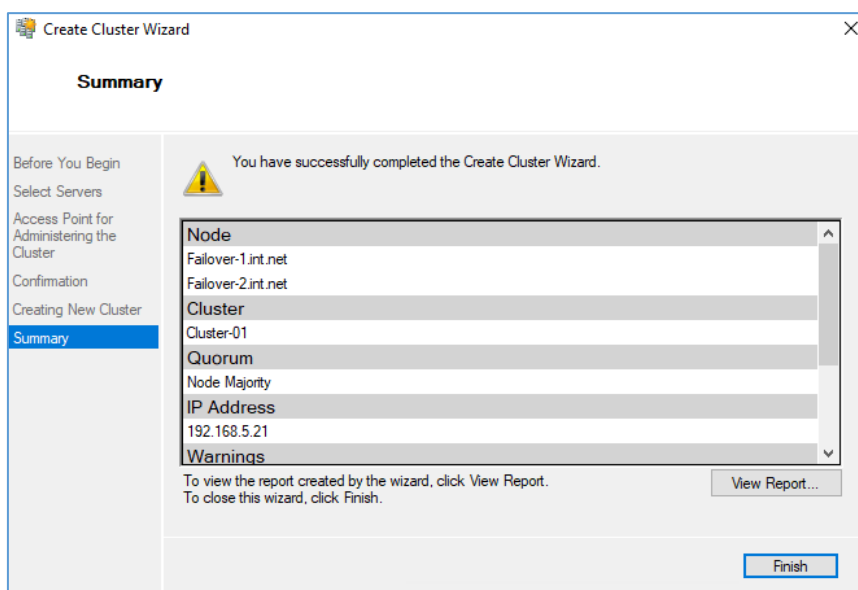 Create Cluster Wizard
Summary
Before You Begin
Select Servers
Access Point for
Administering the
Cluster
Confirmation
Creating New Cluster
Summary
You have successfully completed the Create Cluster Wizard.
Node
Failover-1.int.net
Failover-2.int.net
Cluster
Cluster-01
Quorum
Node Majority
IP Address
192.168.5.21
Warnings
To view the report created by the wizard, click View Report.
To close this wizard, click Finish.
View Report...
Finish